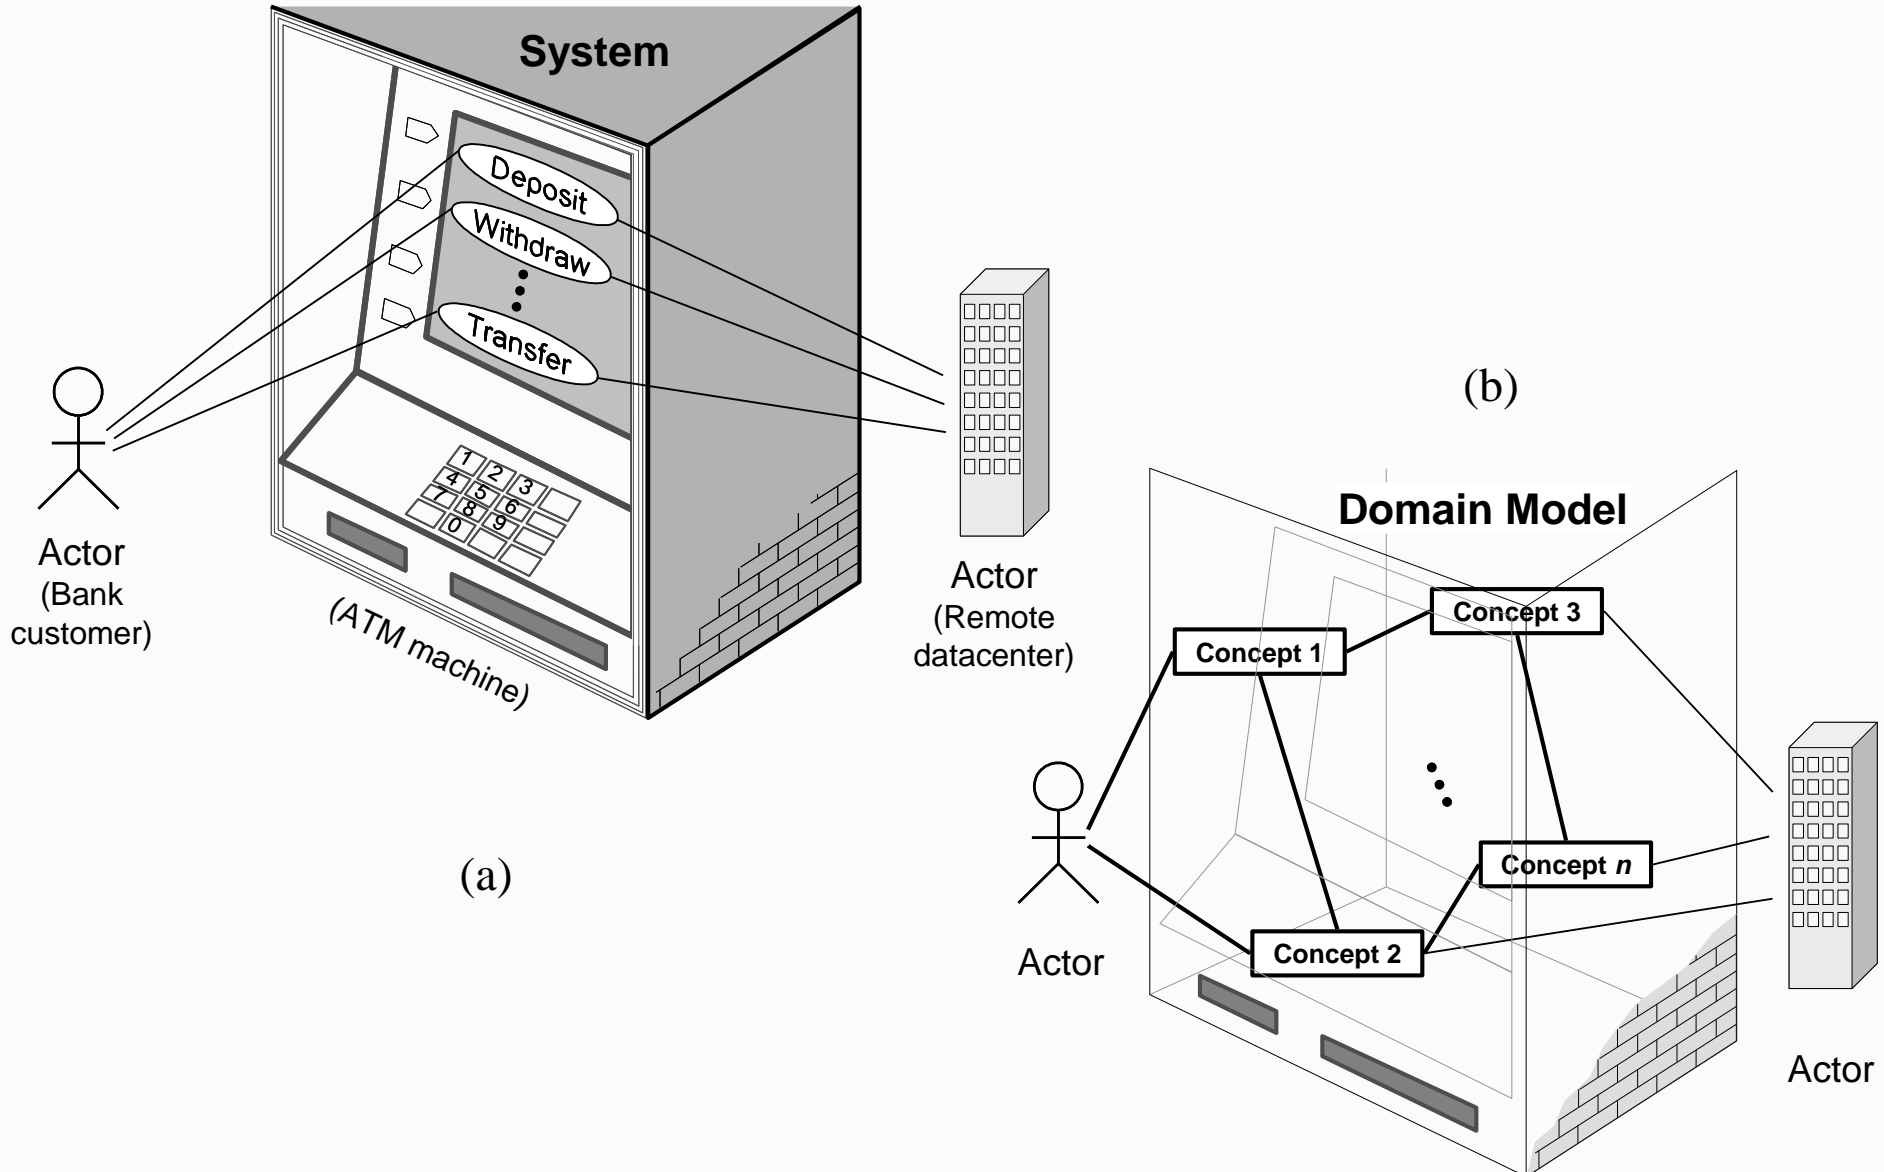 System
Deposit
Withdraw
Transfer
1 2 3
4 5 6
7 8 9
0
Actor
(Bank
customer)
(ATM machine)
Actor
(Remote
datacenter)
(a)
(b)
Domain Model
Concept 3
Concept 1
Concept n
Concept 2
Actor
Actor